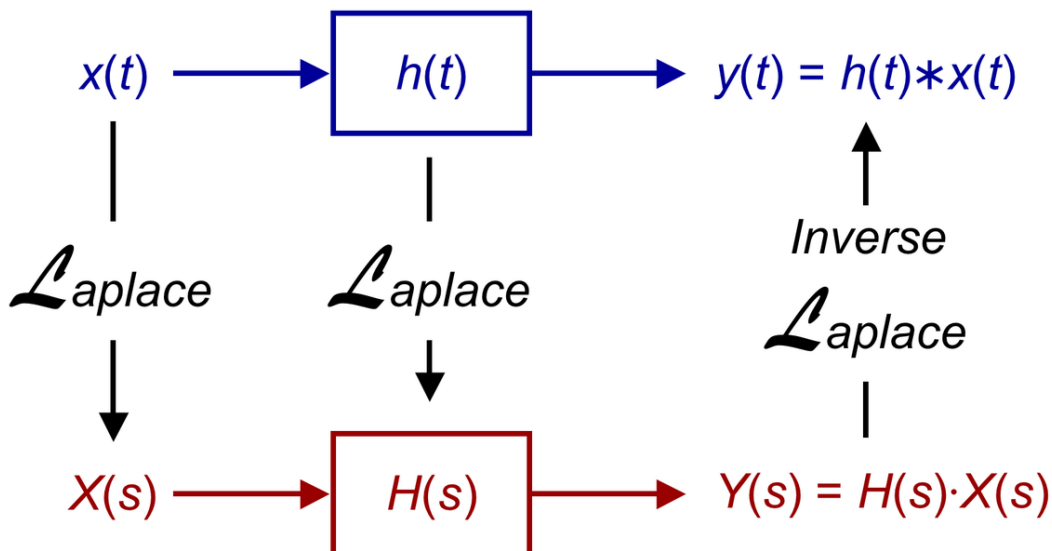 x(t) h(t) y(t) = h(t)∗x(t)
Inverse
ℒaplace ℒaplace
ℒaplace
X(s) H(s) Y(s) = H(s)·X(s)